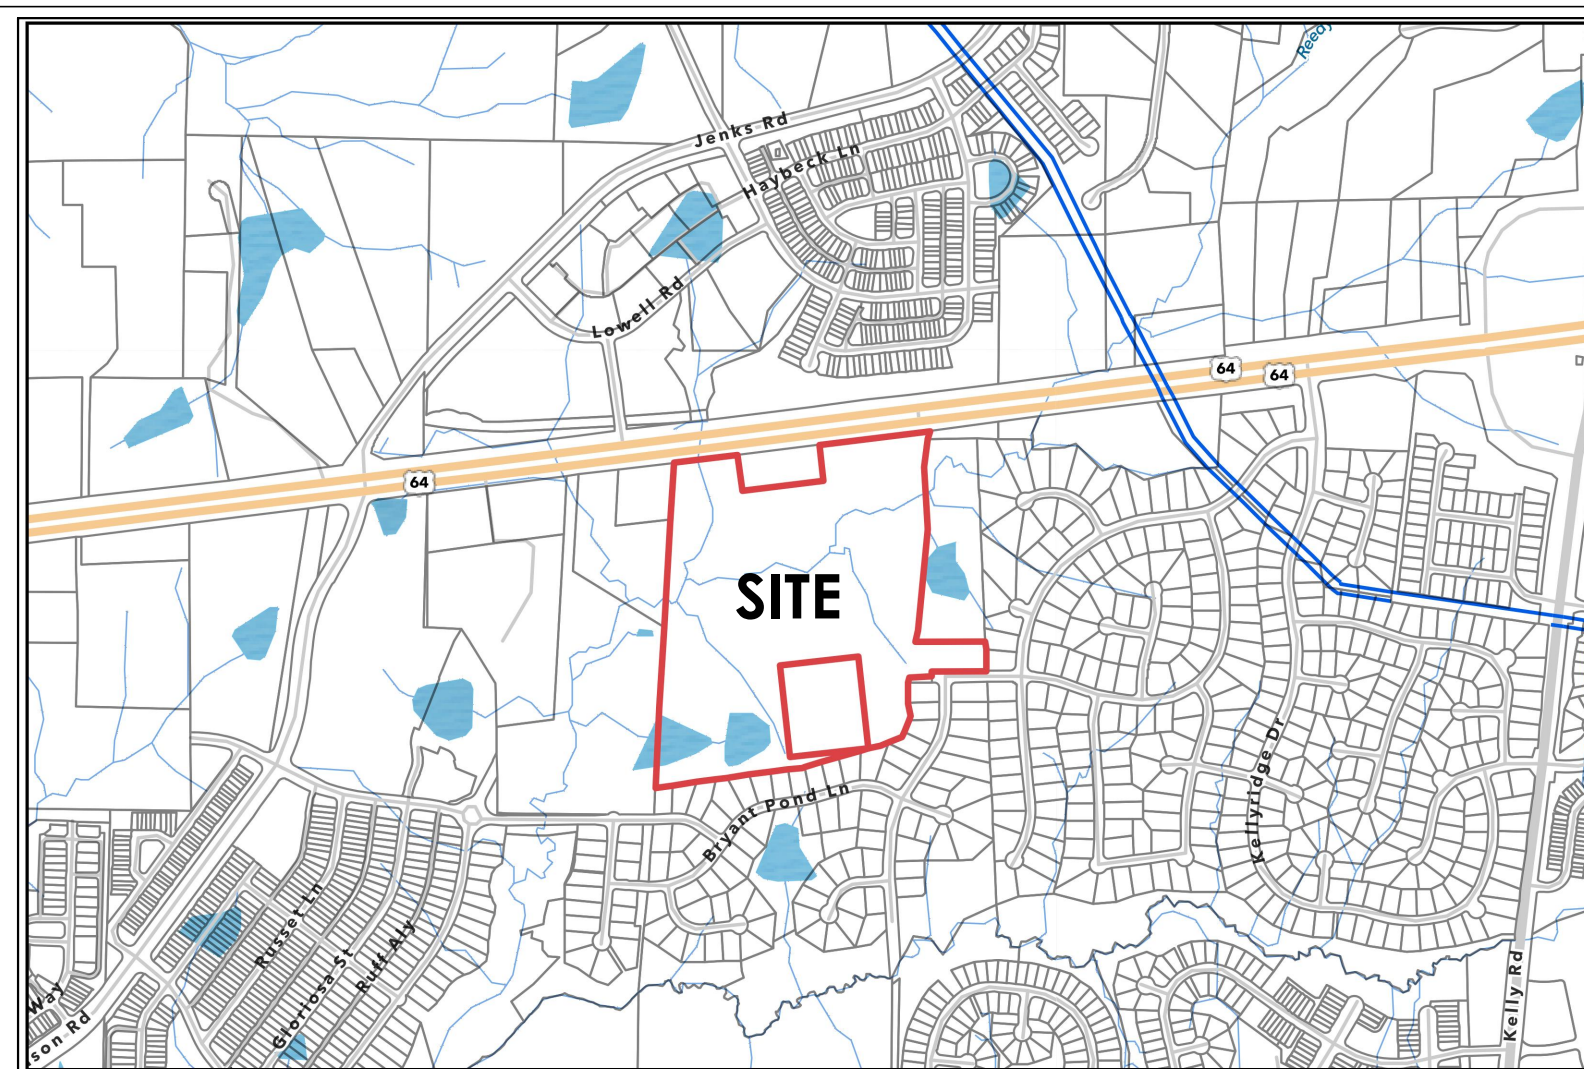 Reedy
Jenks Rd
Haybeck Ln
Lowell Rd
64
64
64
SITE
Kellyridge Dr
Bryant Pond Ln
Russet Ln
Ruff Aly
Gloriosa St
Way
son Rd
Kelly Rd